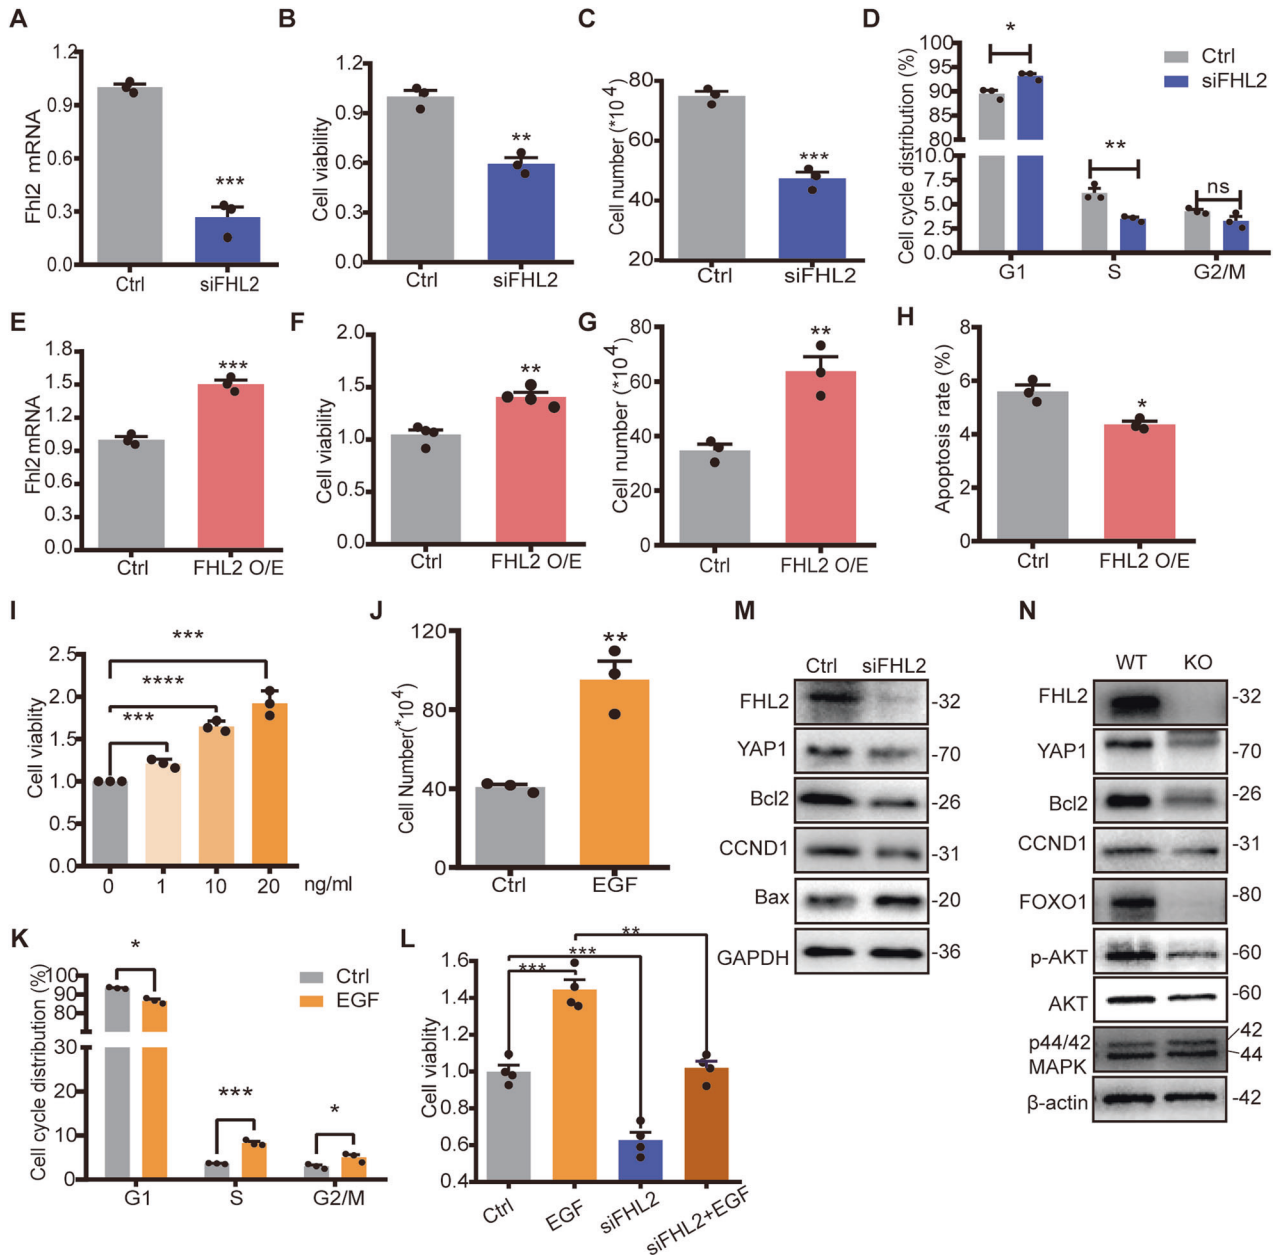 A
Fhl2 mRNA
1.2
0.9
0.6
0.3
0.0
***
Ctrl
siFHL2
B
Cell viability
1.2
0.9
0.6
0.3
0.0
**
Ctrl
siFHL2
C
Cell number (*10^4)
80
60
40
20
***
Ctrl
siFHL2
D
Cell cycle distribution (%)
100
95
90
85
80
10.0
7.5
5.0
2.5
0.0
*
**
ns
Ctrl
siFHL2
G1
S
G2/M
E
Fhl2 mRNA
1.8
1.5
1.2
0.9
0.6
0.3
0.0
***
Ctrl
FHL2 O/E
F
Cell viability
2.0
1.5
1.0
0.5
0.0
**
Ctrl
FHL2 O/E
G
Cell number (*10^4)
80
60
40
20
0
**
Ctrl
FHL2 O/E
H
Apoptosis rate (%)
8
6
4
2
0
*
Ctrl
FHL2 O/E
I
Cell viablity
2.5
2.0
1.5
1.0
0.5
0.0
***
****
***
0
1
10
20
ng/ml
J
Cell Number(*10^4)
120
80
40
0
**
Ctrl
EGF
K
Cell cycle distribution (%)
100
90
80
30
20
10
0
*
***
*
Ctrl
EGF
G1
S
G2/M
L
Cell viablity
1.6
1.4
1.2
1.0
0.8
0.6
0.4
**
***
***
Ctrl
EGF
siFHL2
siFHL2+EGF
M
Ctrl siFHL2
FHL2 -32
YAP1 -70
Bcl2 -26
CCND1 -31
Bax -20
GAPDH -36
N
WT KO
FHL2 -32
YAP1 -70
Bcl2 -26
CCND1 -31
FOXO1 -80
p-AKT -60
AKT -60
p44/42 42
MAPK 44
β-actin -42